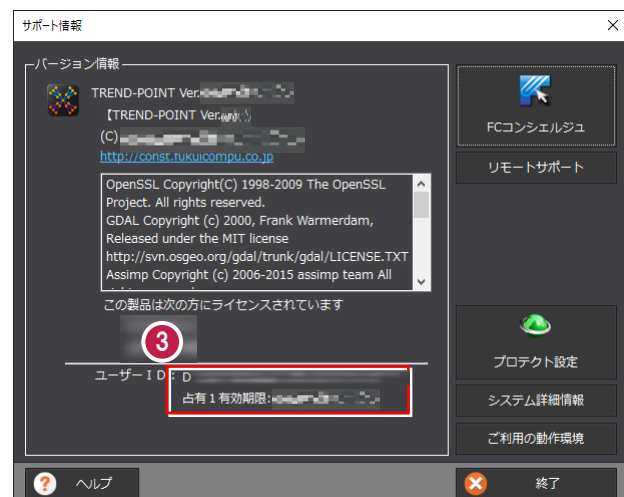 サポート情報
バージョン情報
TREND-POINT Ver.
【TREND-POINT Ver.
(C)
http://const.fukuicompu.co.jp
OpenSSL Copyright(C) 1998-2009 The OpenSSL
Project. All rights reserved.
GDAL Copyright (c) 2000, Frank Warmerdam,
Released under the MIT license
http://svn.osgeo.org/gdal/trunk/gdal/LICENSE.TXT
Assimp Copyright (c) 2006-2015 assimp team All
この製品は次の方にライセンスされています
3
ユーザーＩＤ： D
占有１有効期限:
FCコンシェルジュ
リモートサポート
プロテクト設定
システム詳細情報
ご利用の動作環境
? ヘルプ
終了